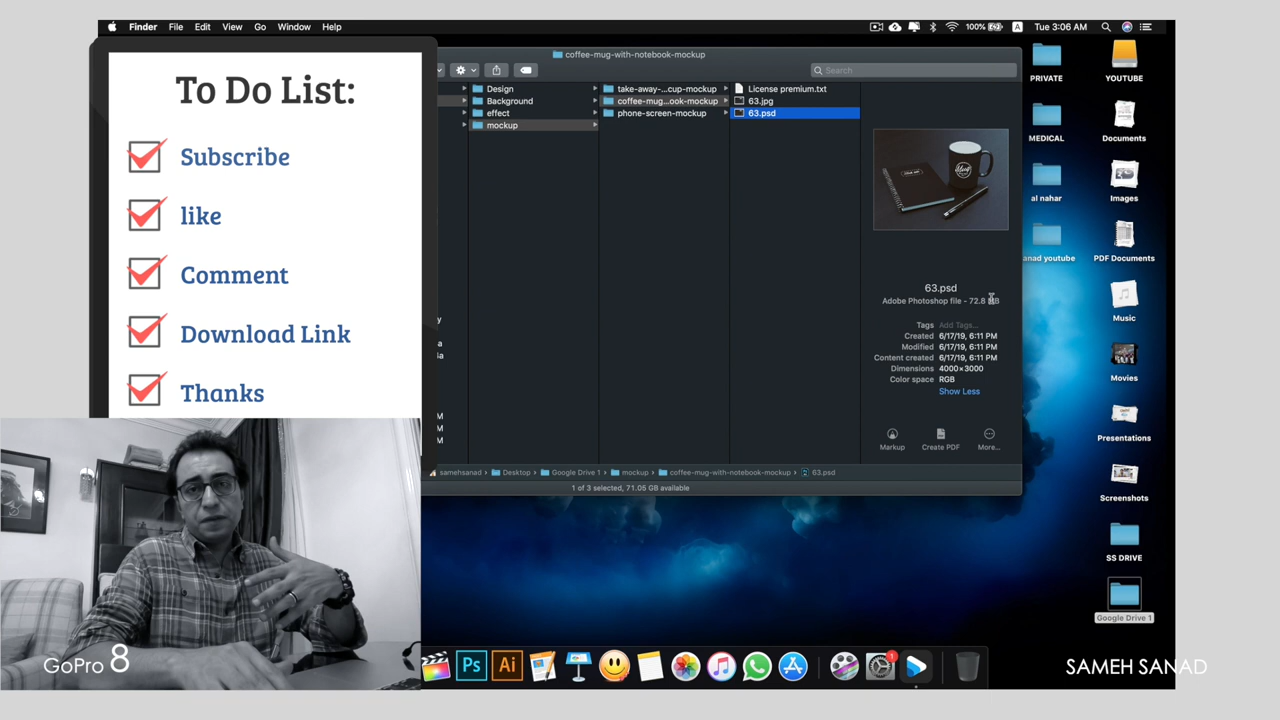 Finder File Edit View Go Window Help
100% Tue 3:06 AM
To Do List:
Subscribe
like
Comment
Download Link
Thanks
coffee-mug-with-notebook-mockup
Search
Design
Background
effect
mockup
take-away-...cup-mockup
coffee-mug...ook-mockup
phone-screen-mockup
License premium.txt
63.jpg
63.psd
63.psd
Adobe Photoshop file - 72.8 MB
Tags Add Tags...
Created 6/17/19, 6:11 PM
Modified 6/17/19, 6:11 PM
Content created 6/17/19, 6:11 PM
Dimensions 4000×3000
Color space RGB
Show Less
Markup
Create PDF
More...
samehsanad › Desktop › Google Drive 1 › mockup › coffee-mug-with-notebook-mockup › 63.psd
1 of 3 selected, 71.05 GB available
PRIVATE
YOUTUBE
MEDICAL
Documents
al nahar
Images
anad youtube
PDF Documents
Music
Movies
Presentations
Screenshots
SS DRIVE
Google Drive 1
Ps
Ai
1
GoPro 8
SAMEH SANAD